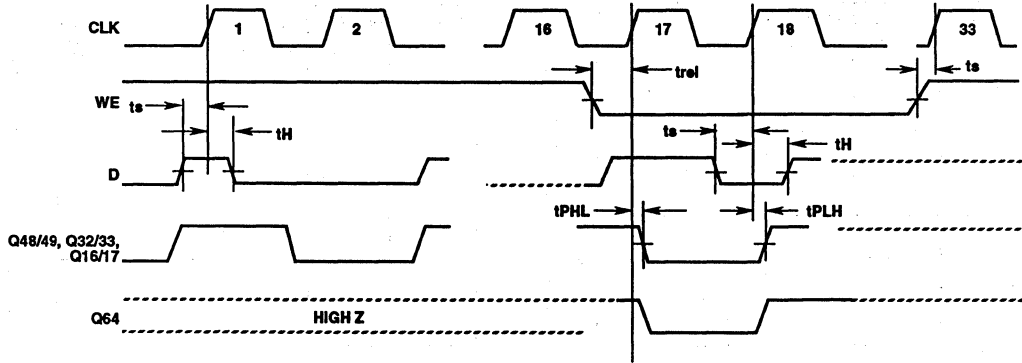 CLK 1 2 16 17 18 33
trel ts
WE ts
tH ts tH
D
tPHL tPLH
Q48/49, Q32/33,
Q16/17
Q64 HIGH Z